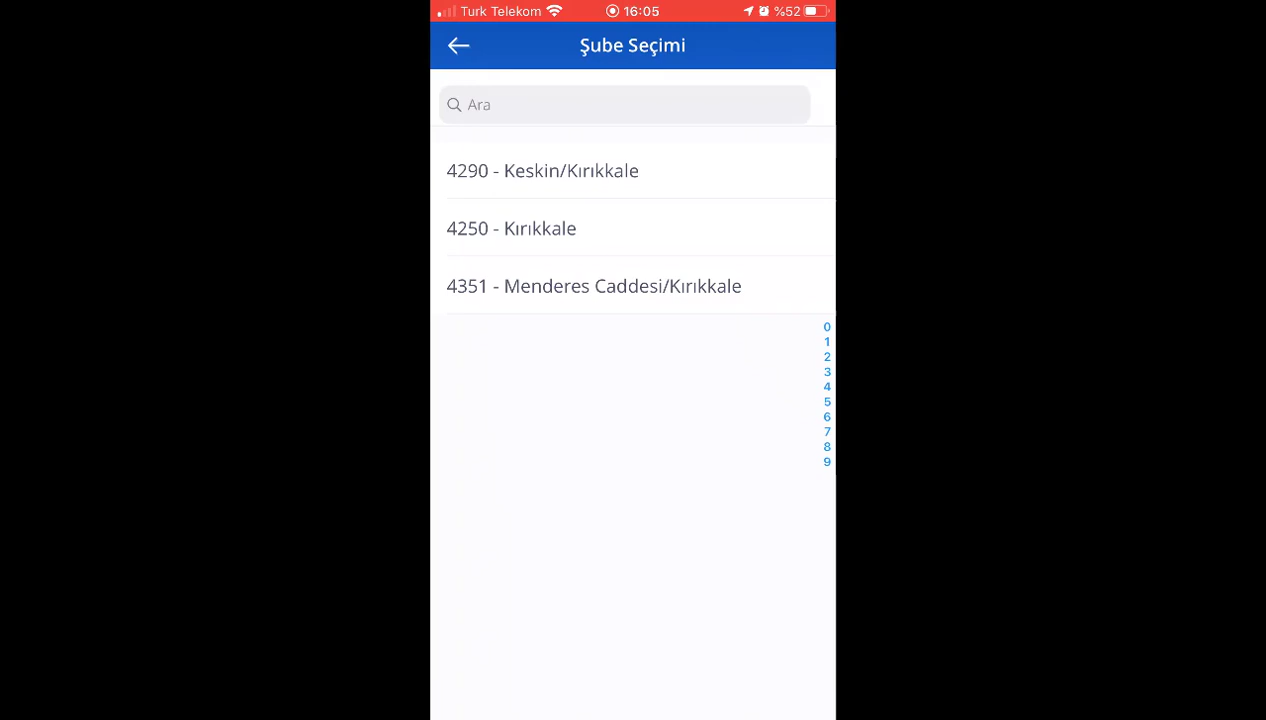 Turk Telekom 16:05 %52
Şube Seçimi
Ara
4290 - Keskin/Kırıkkale
4250 - Kırıkkale
4351 - Menderes Caddesi/Kırıkkale
0
1
2
3
4
5
6
7
8
9